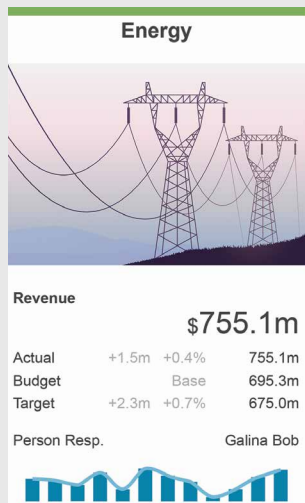 Energy
Revenue
$755.1m
Actual +1.5m +0.4% 755.1m
Budget Base 695.3m
Target +2.3m +0.7% 675.0m
Person Resp. Galina Bob